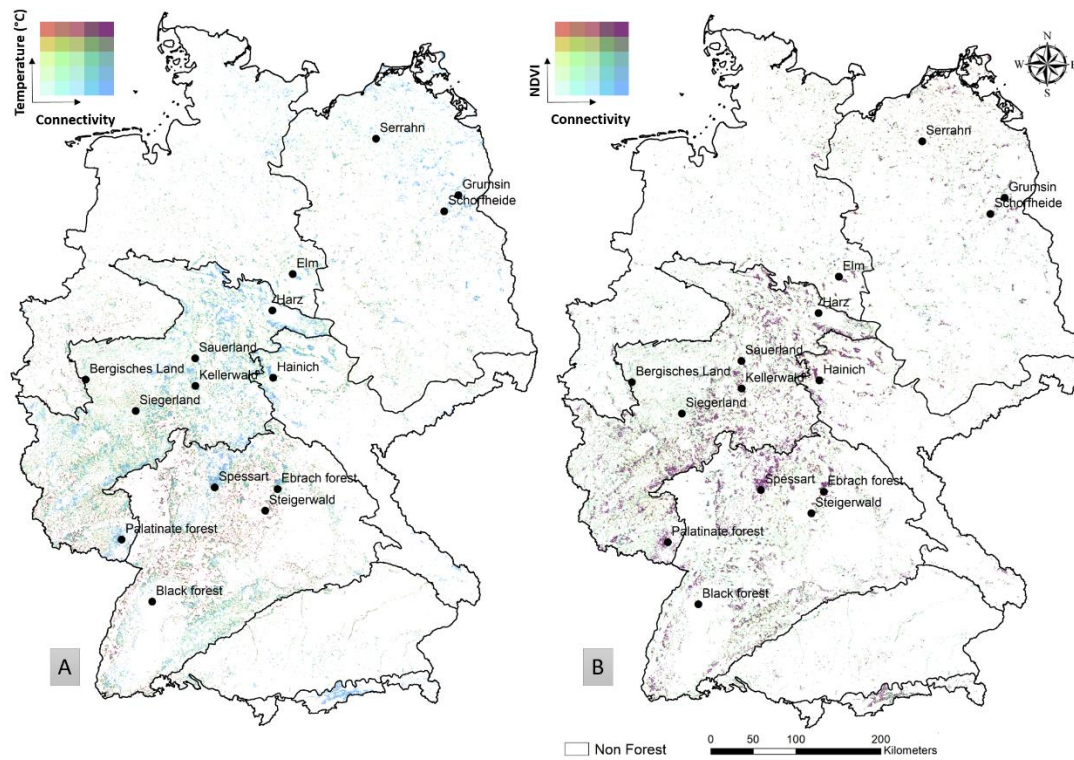 Temperature (°C)
Connectivity
Serrahn
Grumsin
Schorfheide
Elm
Harz
Sauerland
Bergisches Land
Kellerwald
Hainich
Siegerland
Spessart
Ebrach forest
Steigerwald
Palatinate forest
Black forest
A
NDVI
Connectivity
N
W
E
S
Serrahn
Grumsin
Schorfheide
Elm
Harz
Sauerland
Bergisches Land
Kellerwald
Hainich
Siegerland
Spessart
Ebrach forest
Steigerwald
Palatinate forest
Black forest
B
Non Forest
0 50 100 200
Kilometers